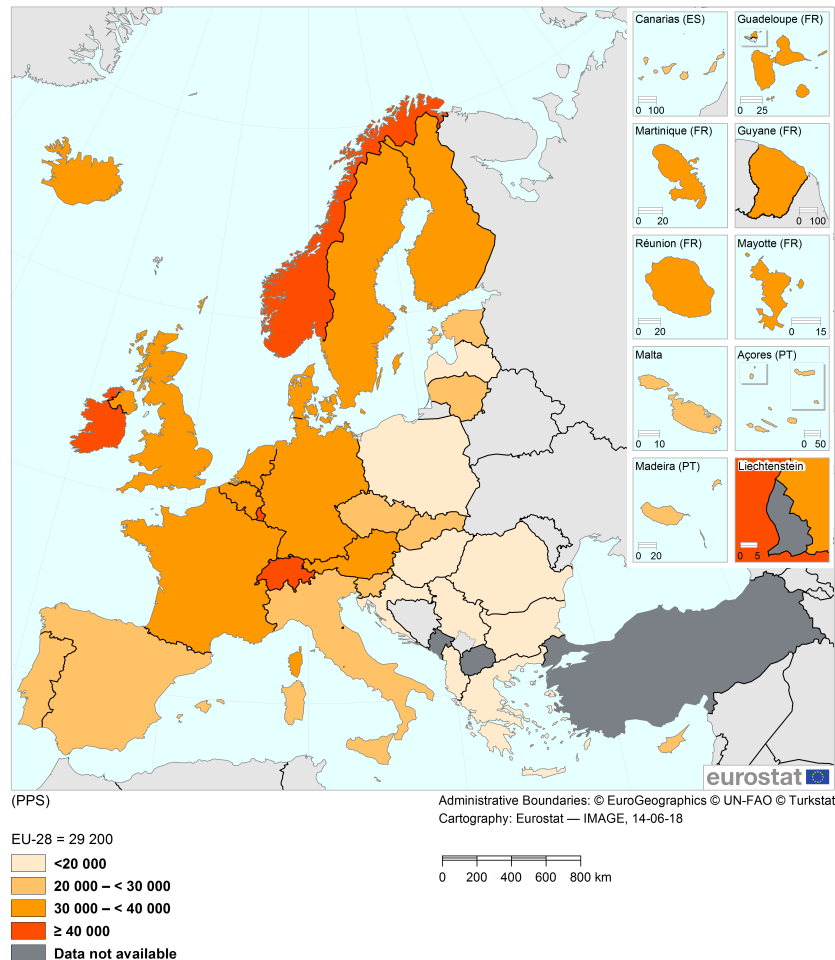 Canarias (ES)
0 100
Guadeloupe (FR)
0 25
Martinique (FR)
0 20
Guyane (FR)
0 100
Réunion (FR)
0 20
Mayotte (FR)
0 15
Malta
0 10
Açores (PT)
0 50
Madeira (PT)
0 20
Liechtenstein
0 5
eurostat
(PPS)
Administrative Boundaries: © EuroGeographics © UN-FAO © Turkstat
Cartography: Eurostat — IMAGE, 14-06-18
EU-28 = 29 200
<20 000
20 000 – < 30 000
30 000 – < 40 000
≥ 40 000
Data not available
0 200 400 600 800 km